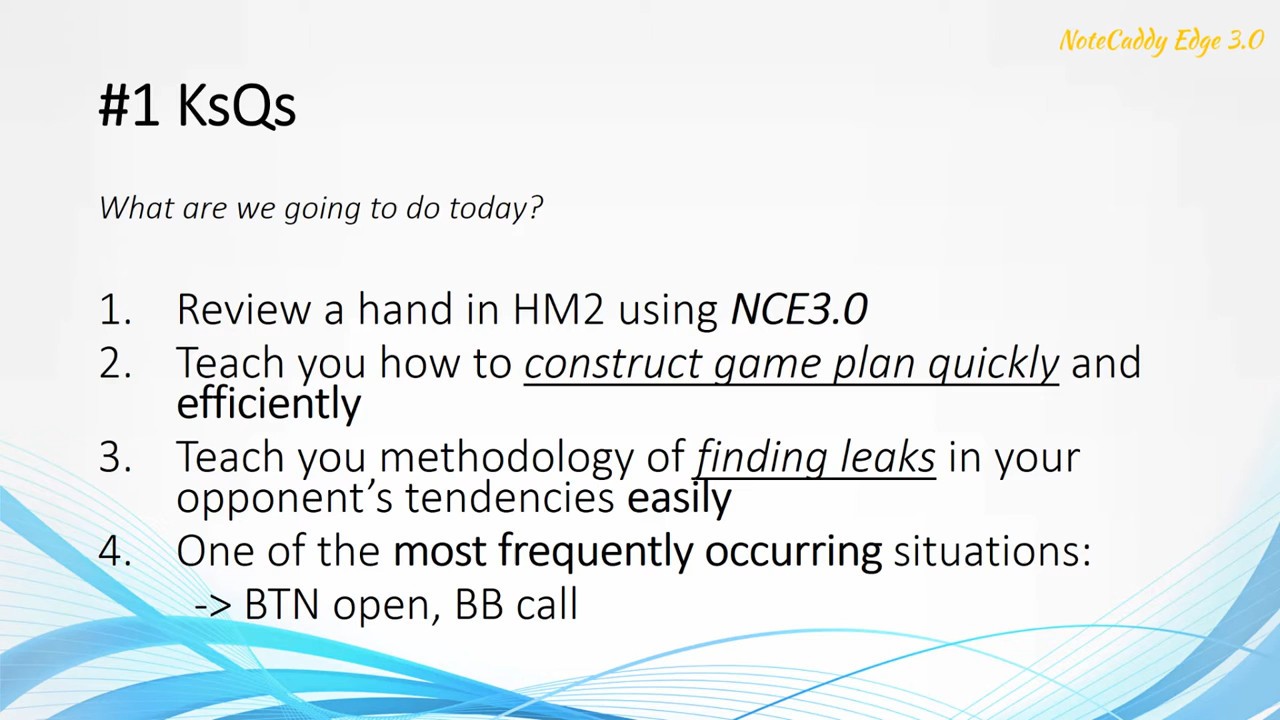 NoteCaddy Edge 3.0
#1 KsQs
What are we going to do today?
1. Review a hand in HM2 using NCE3.0
2. Teach you how to construct game plan quickly and
efficiently
3. Teach you methodology of finding leaks in your
opponent’s tendencies easily
4. One of the most frequently occurring situations:
-> BTN open, BB call